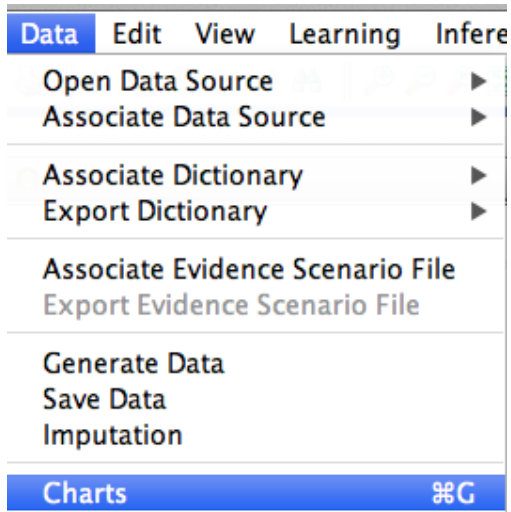 Data Edit View Learning Infere
Open Data Source
Associate Data Source
Associate Dictionary
Export Dictionary
Associate Evidence Scenario File
Export Evidence Scenario File
Generate Data
Save Data
Imputation
Charts ⌘G